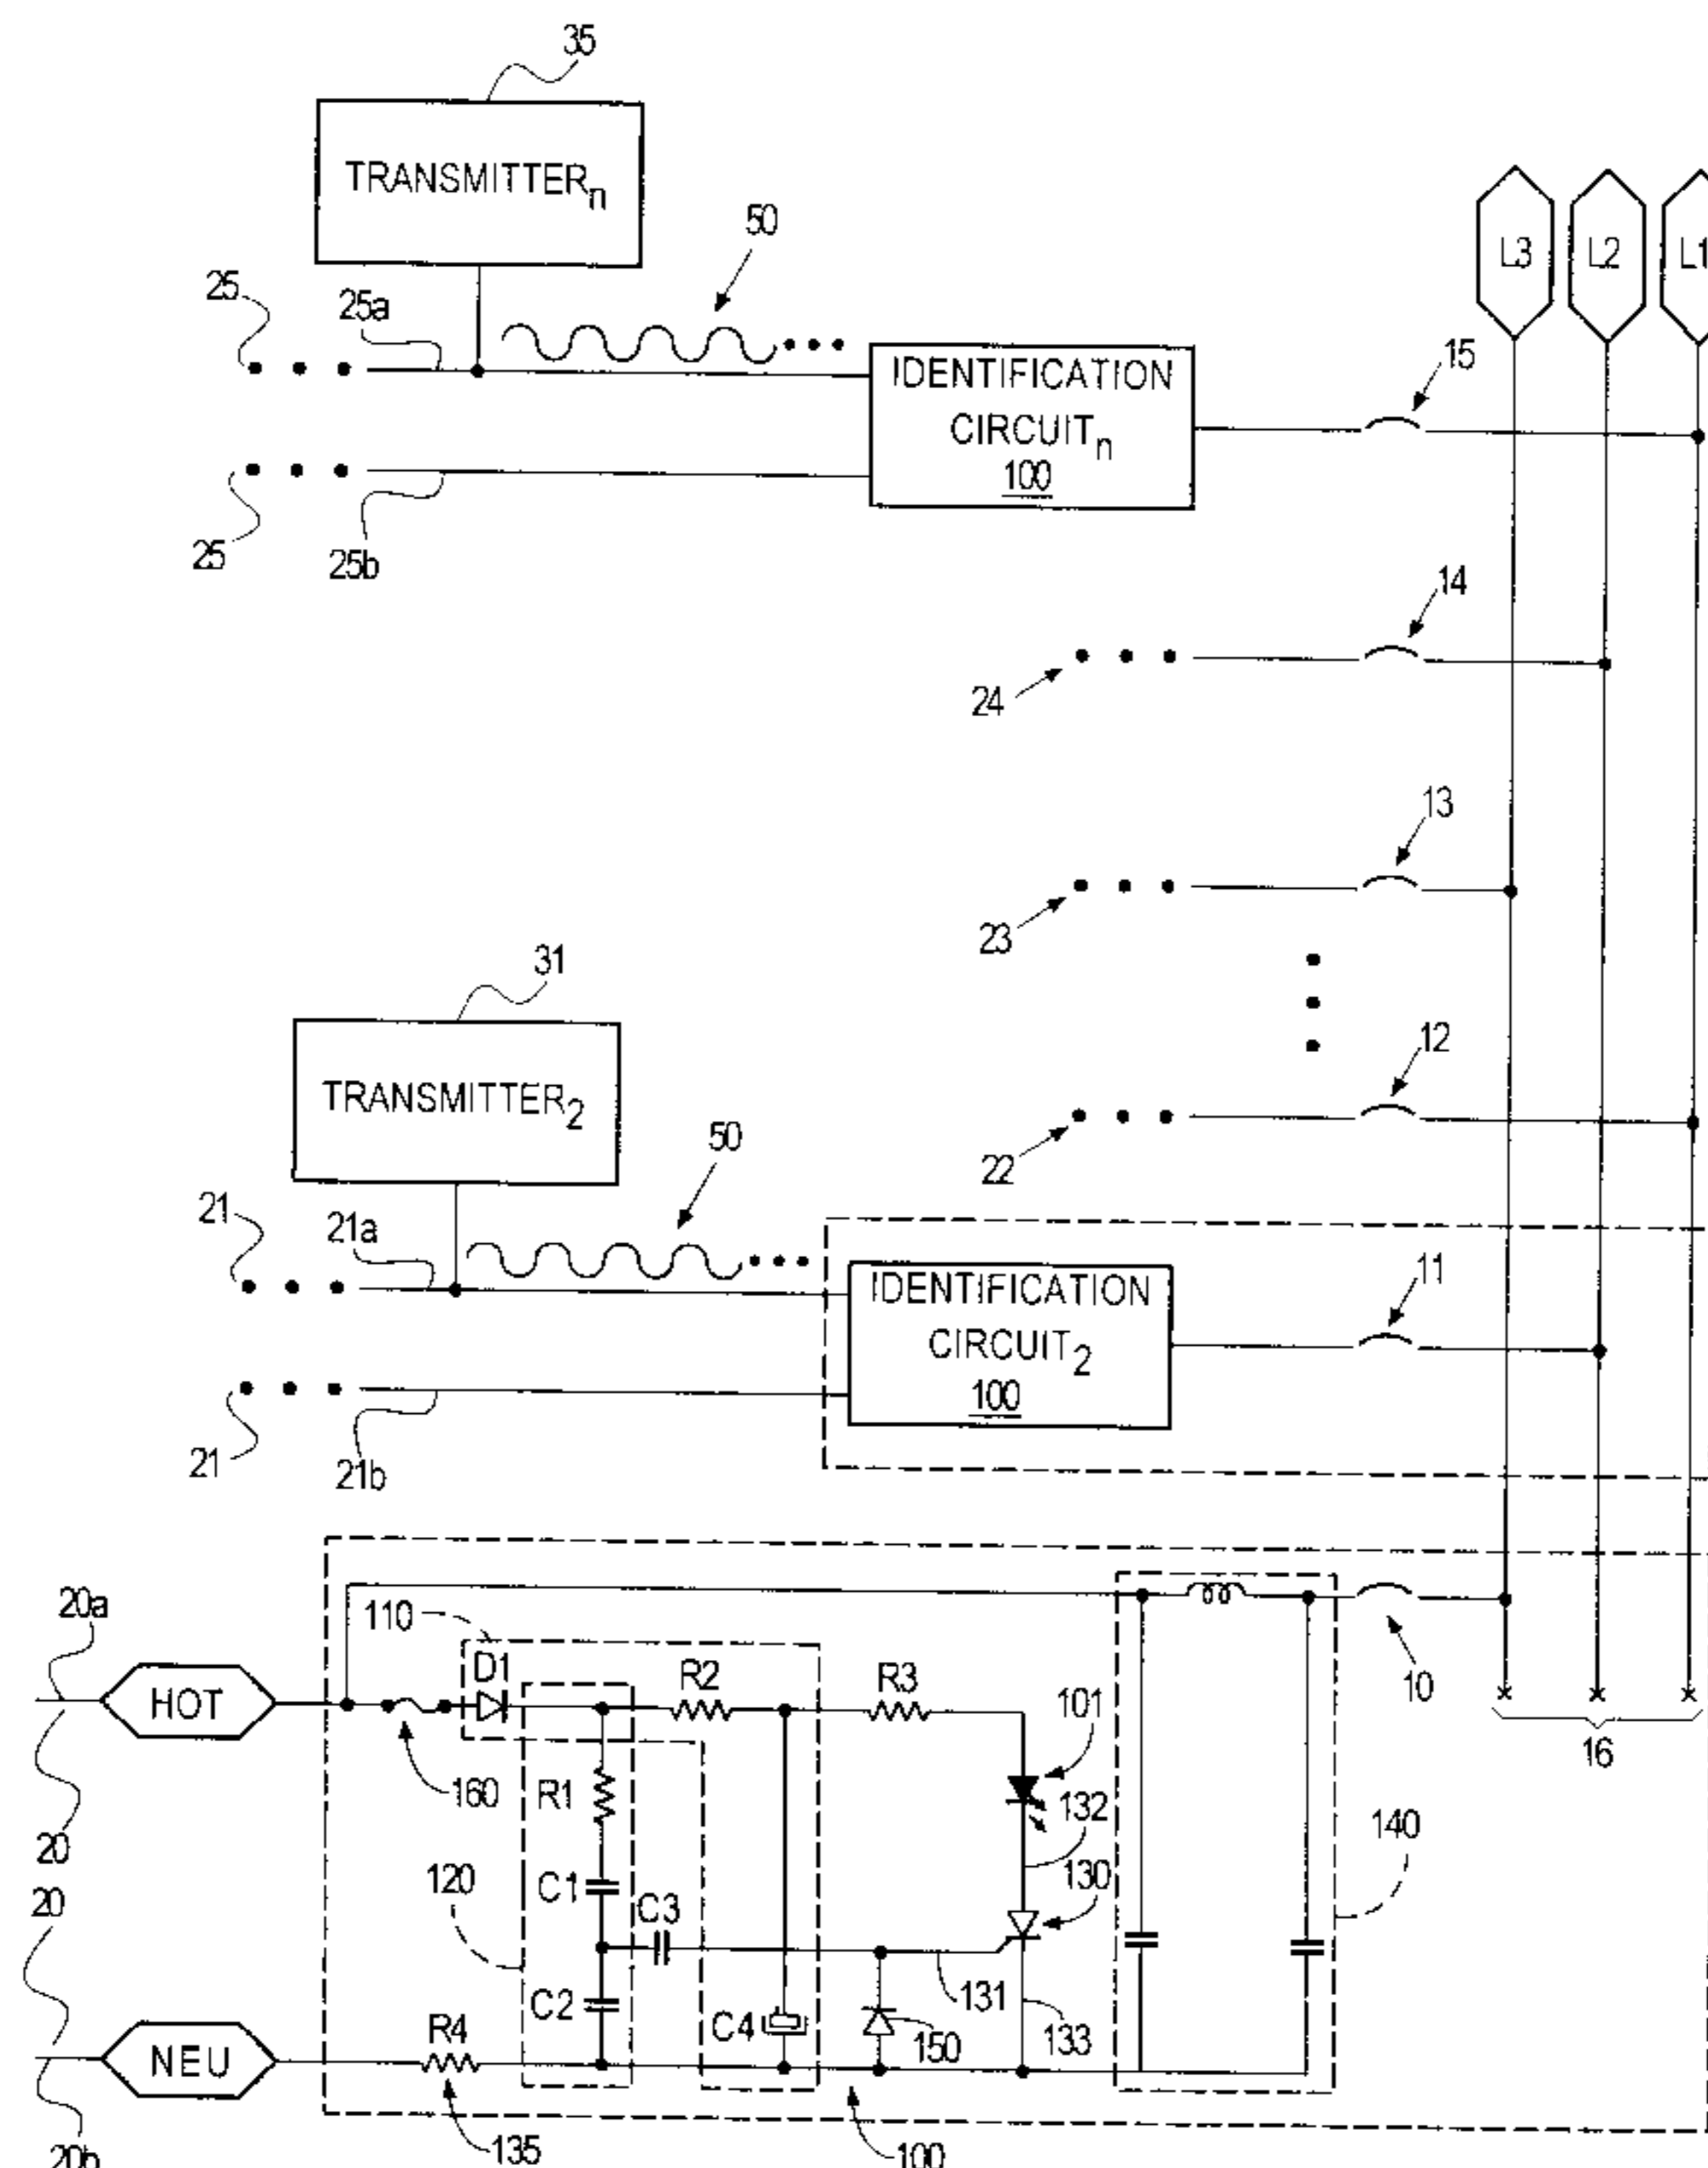 35
TRANSMITTERn
50
25
25a
L3
L2
L1
IDENTIFICATION
CIRCUITn
100
15
25
25b
14
24
13
23
31
12
TRANSMITTER2
22
50
21
21a
11
IDENTIFICATION
CIRCUIT2
100
21
21b
20a
110
D1
R2
R3
10
HOT
101
16
160
R1
132
140
20
120
C1
130
20
C3
C2
131
R4
C4
150
133
NEU
135
100
20b